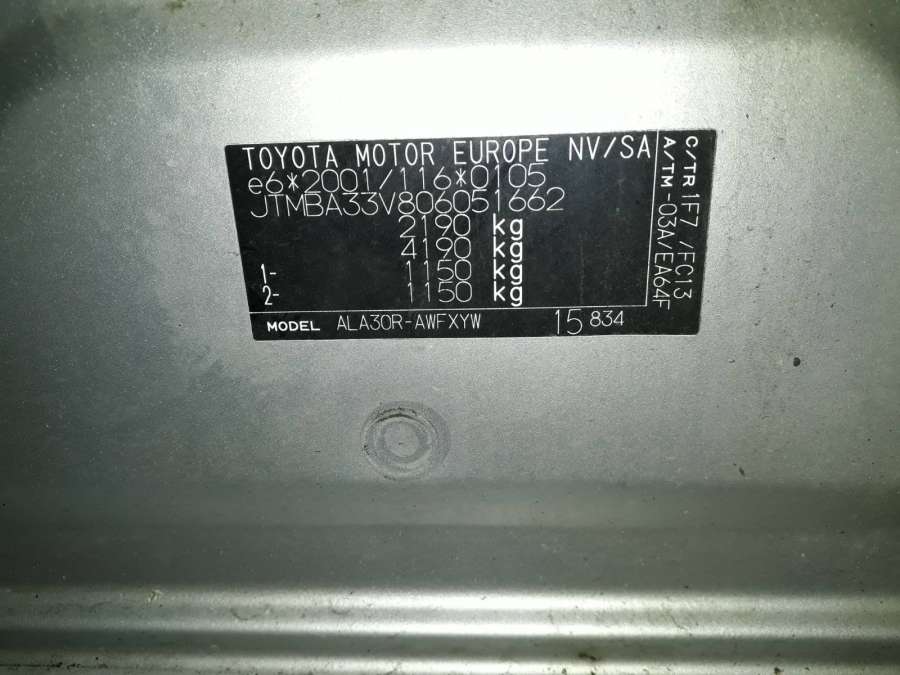 TOYOTA MOTOR EUROPE NV/SA
e6*2001/116*0105
JTMBA33V806051662
2190 kg
4190 kg
1- 1150 kg
2- 1150 kg
MODEL ALA30R-AWFXYW 15 834
C/TR 1F7 /FC13
A/TM -03A/EA64F